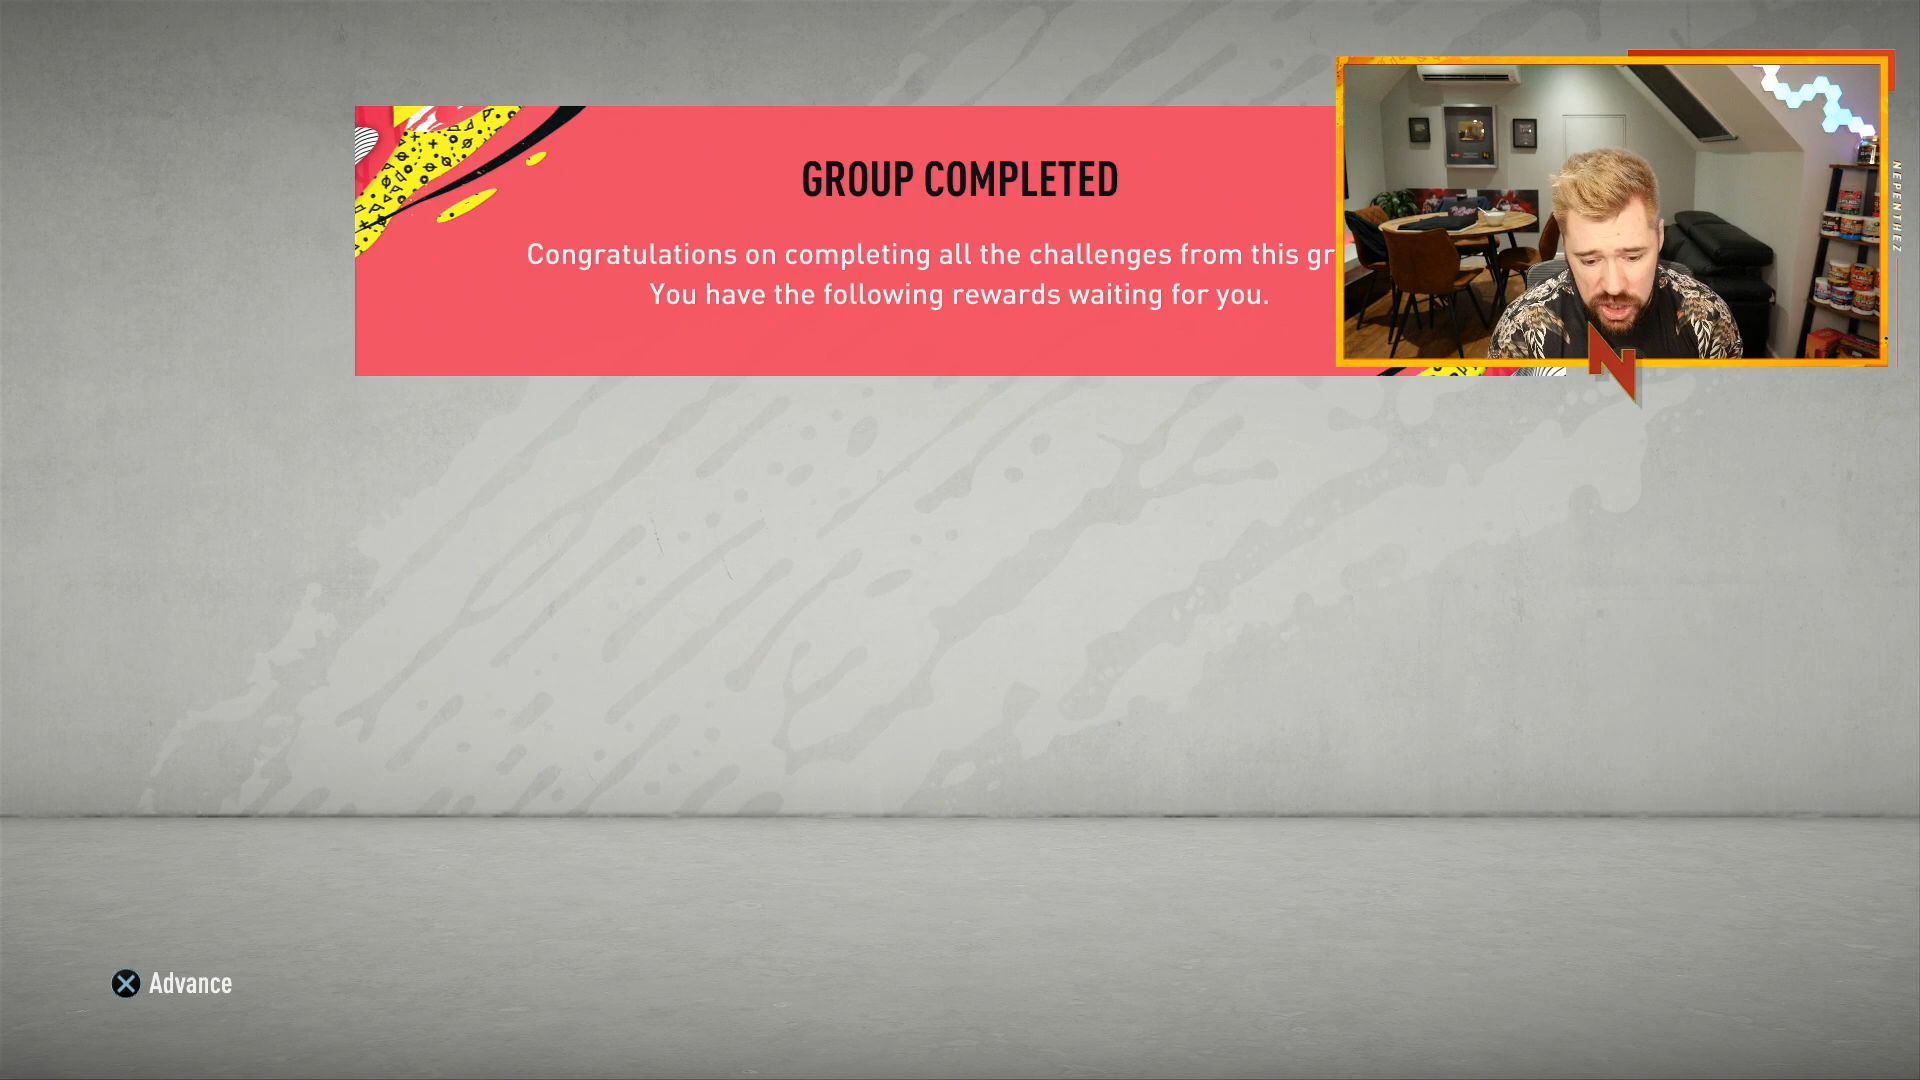 GROUP COMPLETED
Congratulations on completing all the challenges from this gr
You have the following rewards waiting for you.
NEPENTHEZ
N
Advance